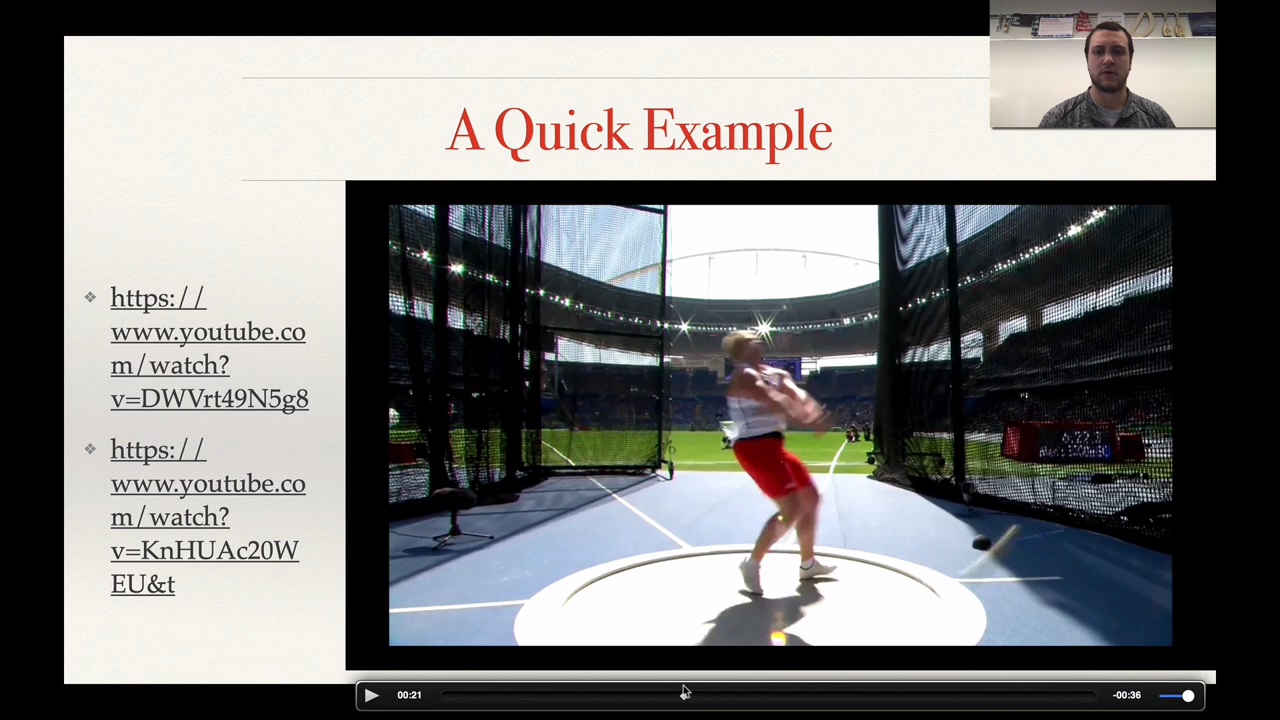 A Quick Example
https://
www.youtube.co
m/watch?
v=DWVrt49N5g8
https://
www.youtube.co
m/watch?
v=KnHUAc20W
EU&t
00:21
-00:36